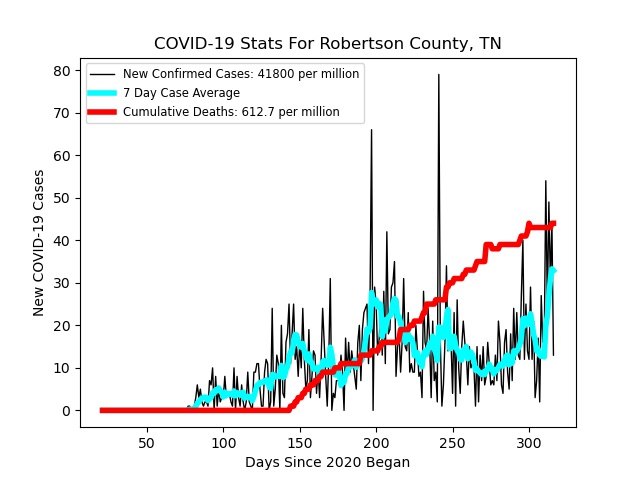 COVID-19 Stats For Robertson County, TN
New Confirmed Cases: 41800 per million
7 Day Case Average
Cumulative Deaths: 612.7 per million
New COVID-19 Cases
80
70
60
50
40
30
20
10
0
50 100 150 200 250 300
Days Since 2020 Began